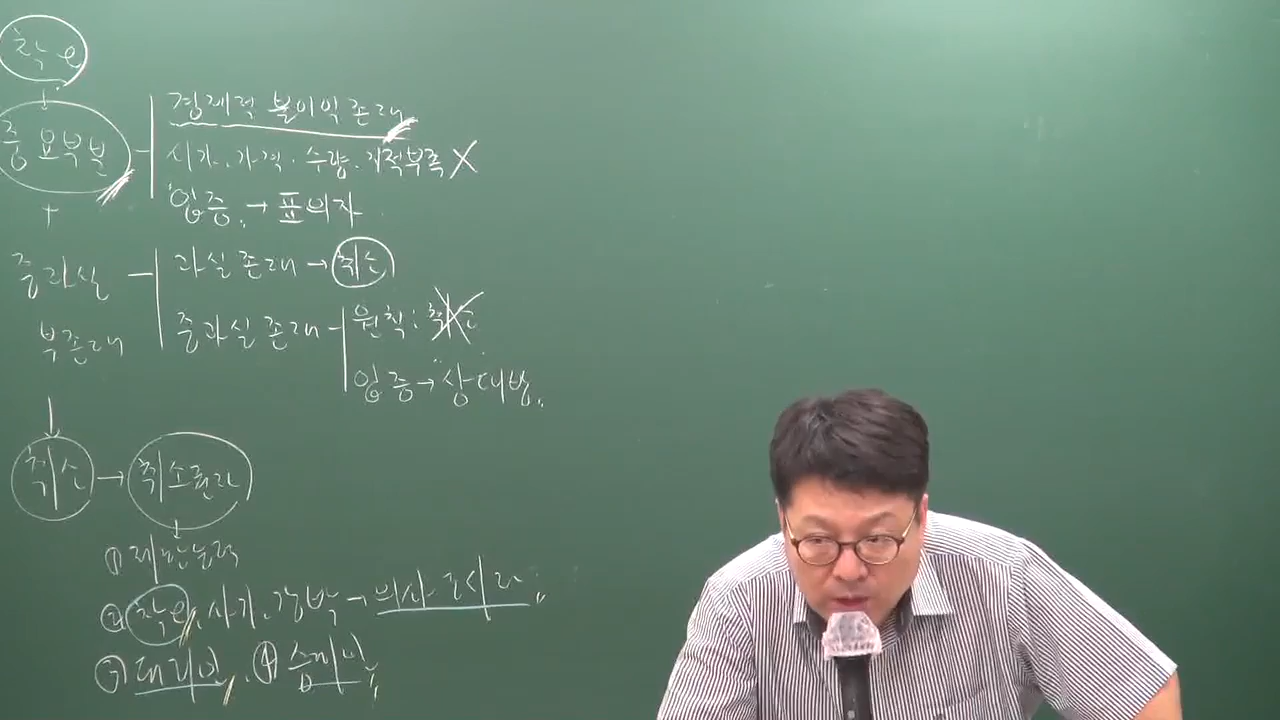 착오
↓
중요부분 - 경제적 불이익 존재
시가. 가격. 수량. 지적부족 X
입증. → 표의자
+
중과실 - 과실 존재 → 취소
부존재
중과실 존재 - 원칙: 취소
입증 → 상대방.
↓
취소 → 취소권자
↓
① 제한능력
② 착오, 사기. 강박 → 의사표시자;
③ 대리인, ④ 승계인;